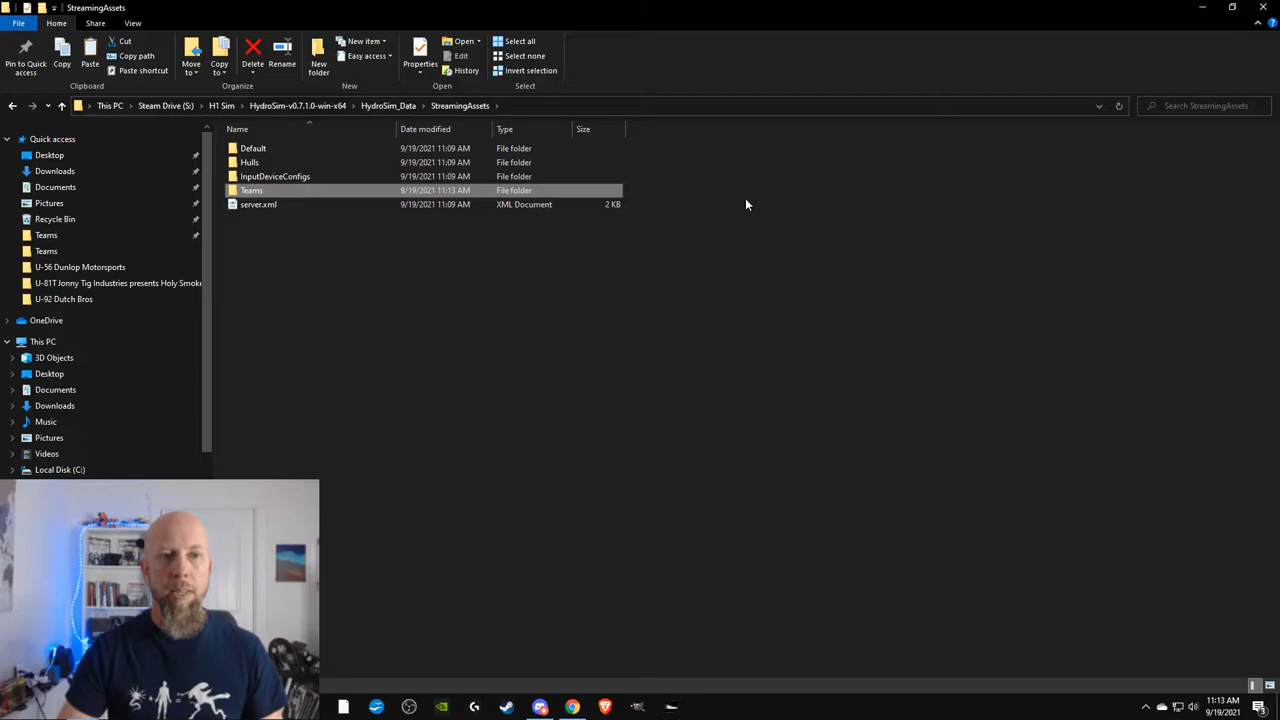 StreamingAssets
File Home Share View
Pin to Quick access
Copy
Paste
Cut
Copy path
Paste shortcut
Clipboard
Move to
Copy to
Delete
Rename
Organize
New folder
New item
Easy access
New
Properties
Open
Edit
History
Open
Select all
Select none
Invert selection
Select
This PC Steam Drive (S:) H1 Sim HydroSim-v0.7.1.0-win-x64 HydroSim_Data StreamingAssets
Search StreamingAssets
Name Date modified Type Size
Default 9/19/2021 11:09 AM File folder
Hulls 9/19/2021 11:09 AM File folder
InputDeviceConfigs 9/19/2021 11:09 AM File folder
Teams 9/19/2021 11:13 AM File folder
server.xml 9/19/2021 11:09 AM XML Document 2 KB
Quick access
Desktop
Downloads
Documents
Pictures
Recycle Bin
Teams
Teams
U-56 Dunlop Motorsports
U-81T Jonny Tig Industries presents Holy Smoke
U-92 Dutch Bros
OneDrive
This PC
3D Objects
Desktop
Documents
Downloads
Music
Pictures
Videos
Local Disk (C:)
11:13 AM
9/19/2021